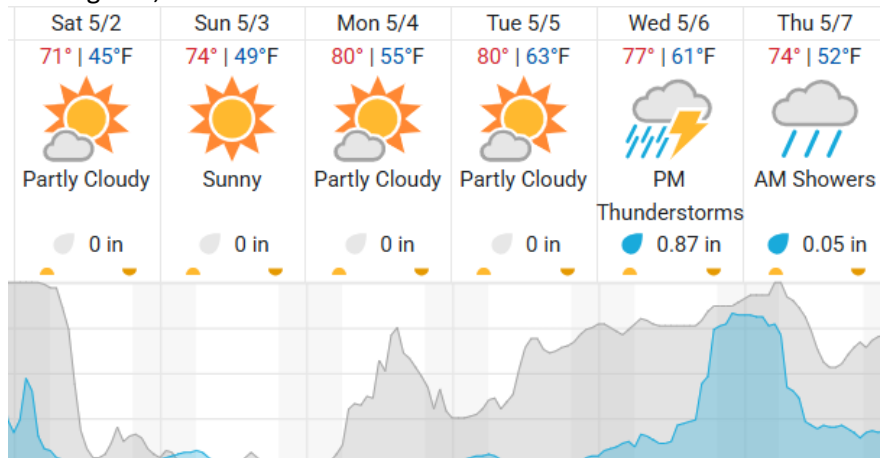 Sat 5/2 Sun 5/3 Mon 5/4 Tue 5/5 Wed 5/6 Thu 5/7
71° | 45°F 74° | 49°F 80° | 55°F 80° | 63°F 77° | 61°F 74° | 52°F
Partly Cloudy Sunny Partly Cloudy Partly Cloudy PM AM Showers
Thunderstorms
0 in 0 in 0 in 0 in 0.87 in 0.05 in